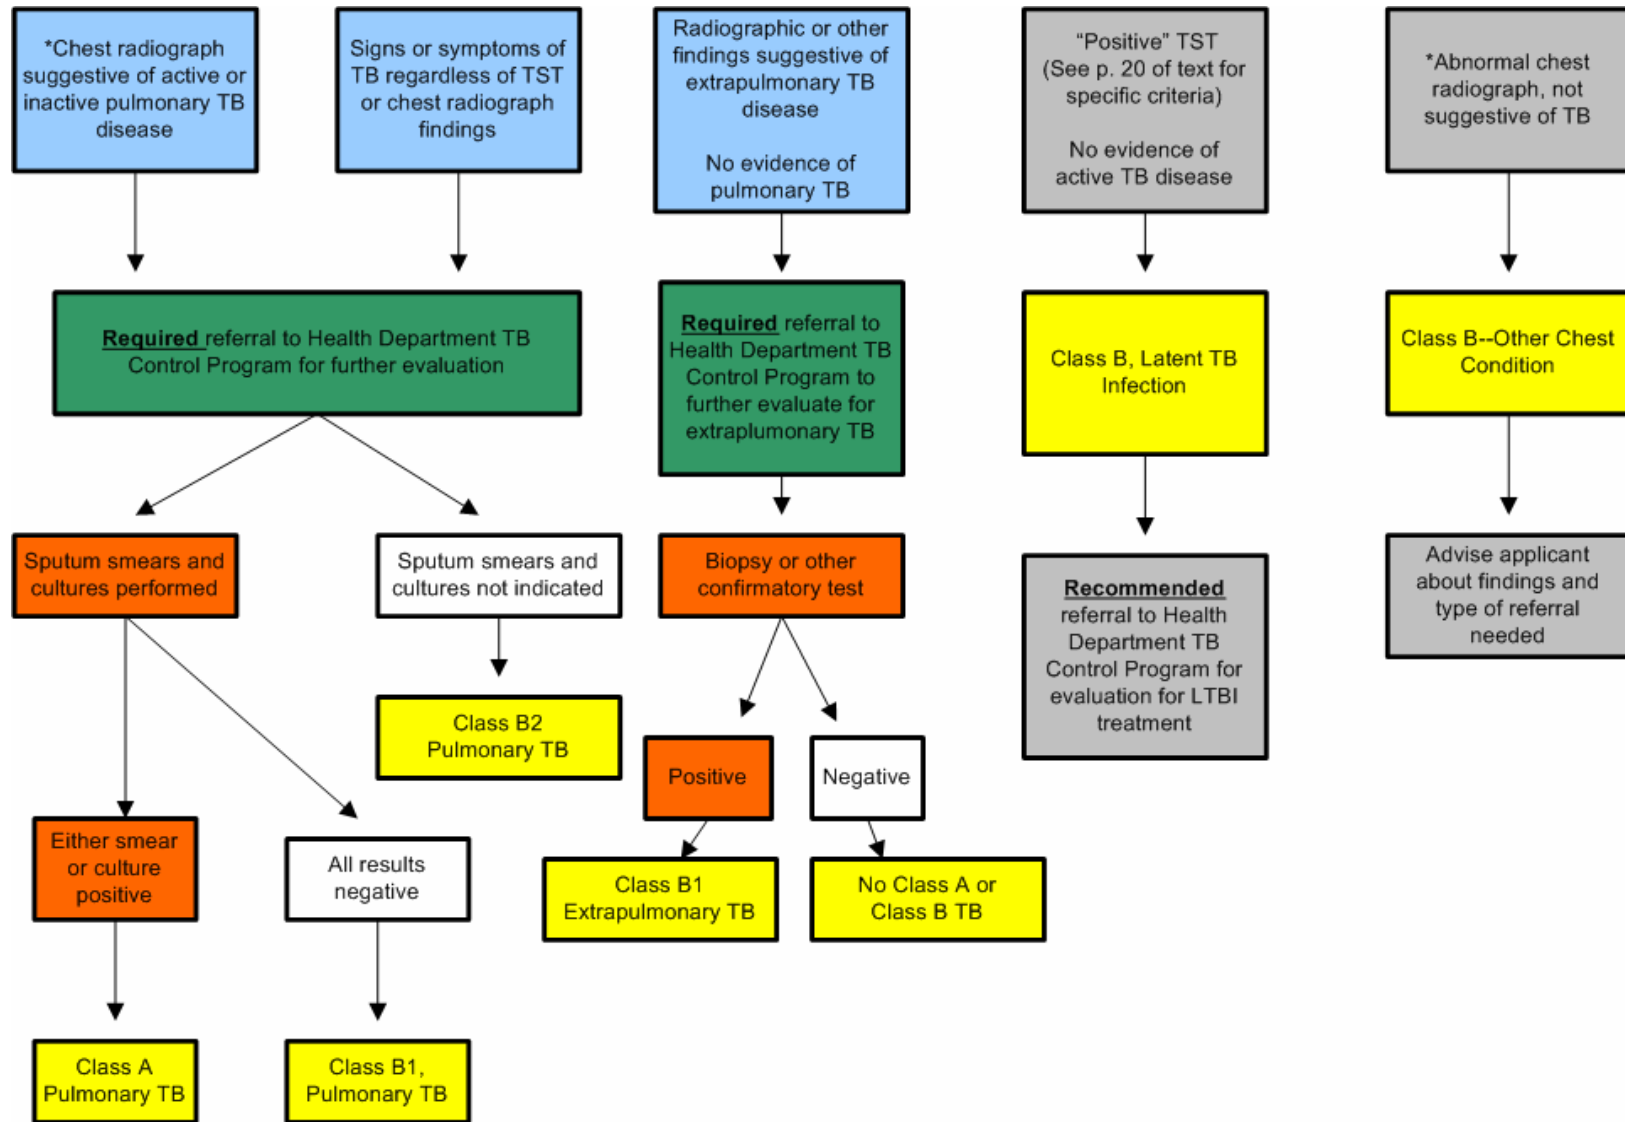 *Chest radiograph
suggestive of active or
inactive pulmonary TB
disease
Signs or symptoms of
TB regardless of TST
or chest radiograph
findings
Radiographic or other
findings suggestive of
extrapulmonary TB
disease
No evidence of
pulmonary TB
“Positive” TST
(See p. 20 of text for
specific criteria)
No evidence of
active TB disease
*Abnormal chest
radiograph, not
suggestive of TB
Required referral to Health Department TB
Control Program for further evaluation
Required referral to
Health Department TB
Control Program to
further evaluate for
extraplumonary TB
Class B, Latent TB
Infection
Class B--Other Chest
Condition
Sputum smears and
cultures performed
Sputum smears and
cultures not indicated
Biopsy or other
confirmatory test
Recommended
referral to Health
Department TB
Control Program for
evaluation for LTBI
treatment
Advise applicant
about findings and
type of referral
needed
Class B2
Pulmonary TB
Positive
Negative
Either smear
or culture
positive
All results
negative
Class B1
Extrapulmonary TB
No Class A or
Class B TB
Class A
Pulmonary TB
Class B1,
Pulmonary TB